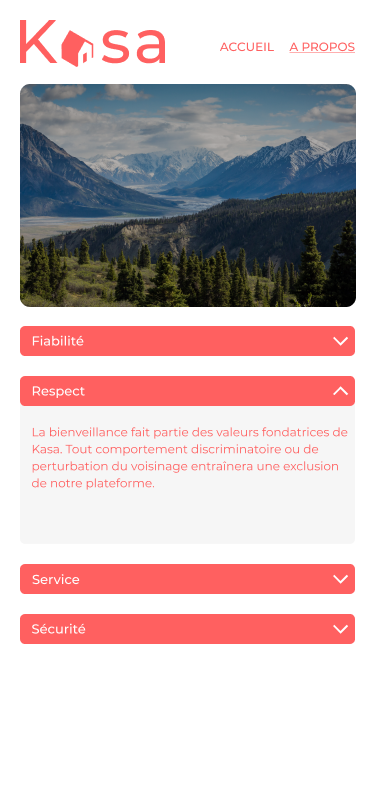 Kasa
ACCUEIL A PROPOS
Fiabilité
Respect
La bienveillance fait partie des valeurs fondatrices de
Kasa. Tout comportement discriminatoire ou de
perturbation du voisinage entraînera une exclusion
de notre plateforme.
Service
Sécurité